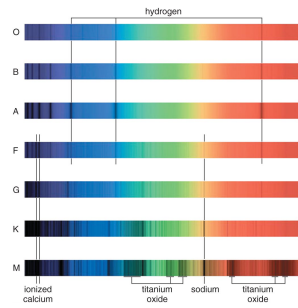 hydrogen
O
B
A
F
G
K
M
ionized
calcium
titanium
oxide
sodium
titanium
oxide